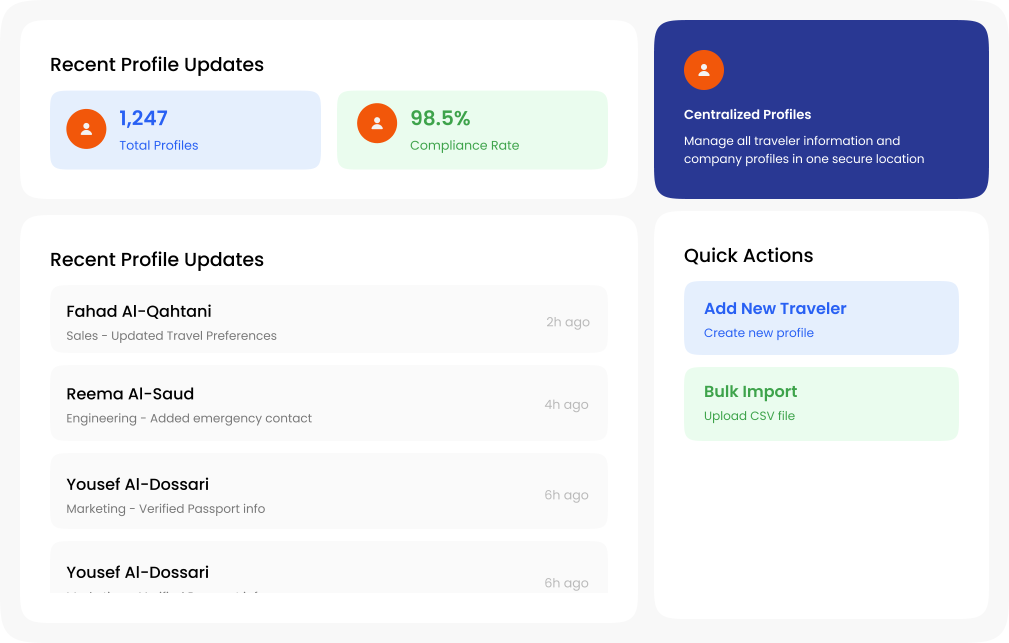 Recent Profile Updates
1,247
Total Profiles
98.5%
Compliance Rate
Centralized Profiles
Manage all traveler information and
company profiles in one secure location
Recent Profile Updates
Fahad Al-Qahtani
Sales - Updated Travel Preferences
2h ago
Reema Al-Saud
Engineering - Added emergency contact
4h ago
Yousef Al-Dossari
Marketing - Verified Passport info
6h ago
Yousef Al-Dossari
6h ago
Quick Actions
Add New Traveler
Create new profile
Bulk Import
Upload CSV file